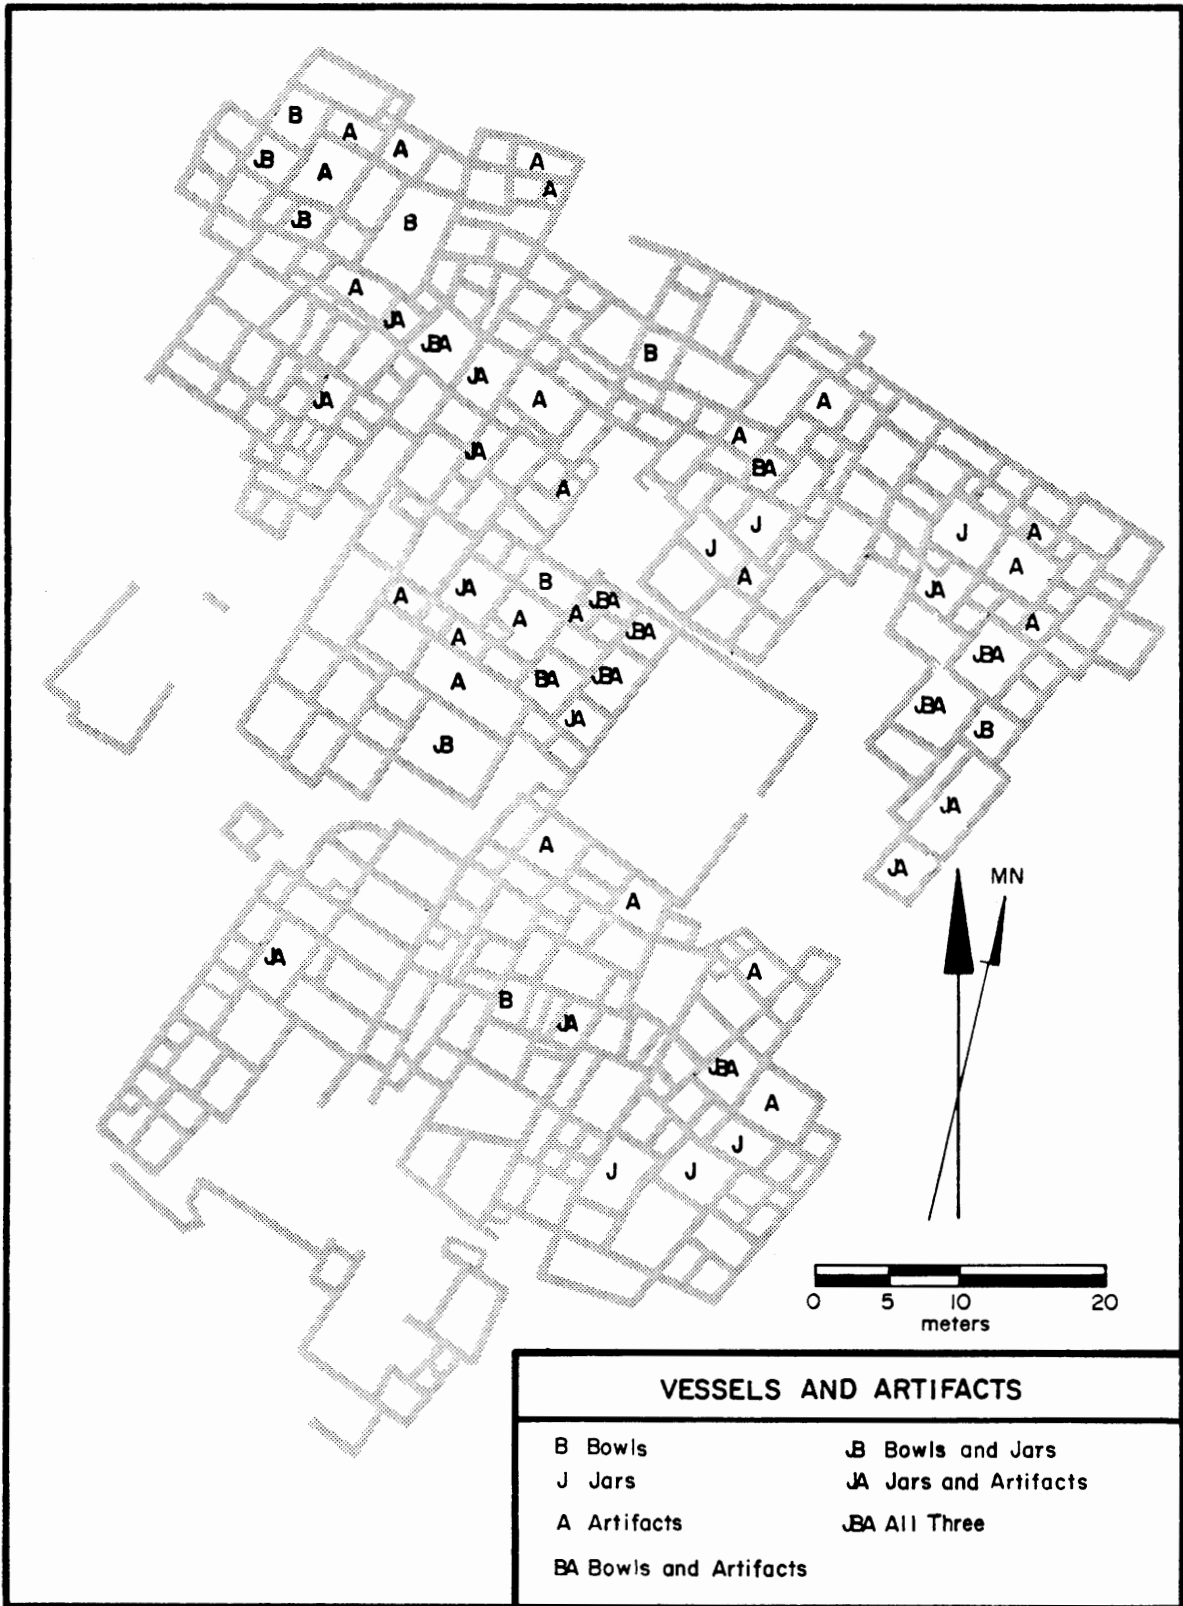 B
A
A
A
JB
A
A
JB
B
A
JA
JBA
B
JA
JA
A
A
A
JA
BA
A
J
J
A
J
A
A
B
JA
JBA
JA
A
A
A
A
JBA
A
JBA
BA
JBA
A
JBA
JA
JB
JB
JA
A
JA
A
MN
JA
A
B
JA
JBA
A
J
J
J
0 5 10 20
meters
VESSELS AND ARTIFACTS
B Bowls
JB Bowls and Jars
J Jars
JA Jars and Artifacts
A Artifacts
JBA All Three
BA Bowls and Artifacts